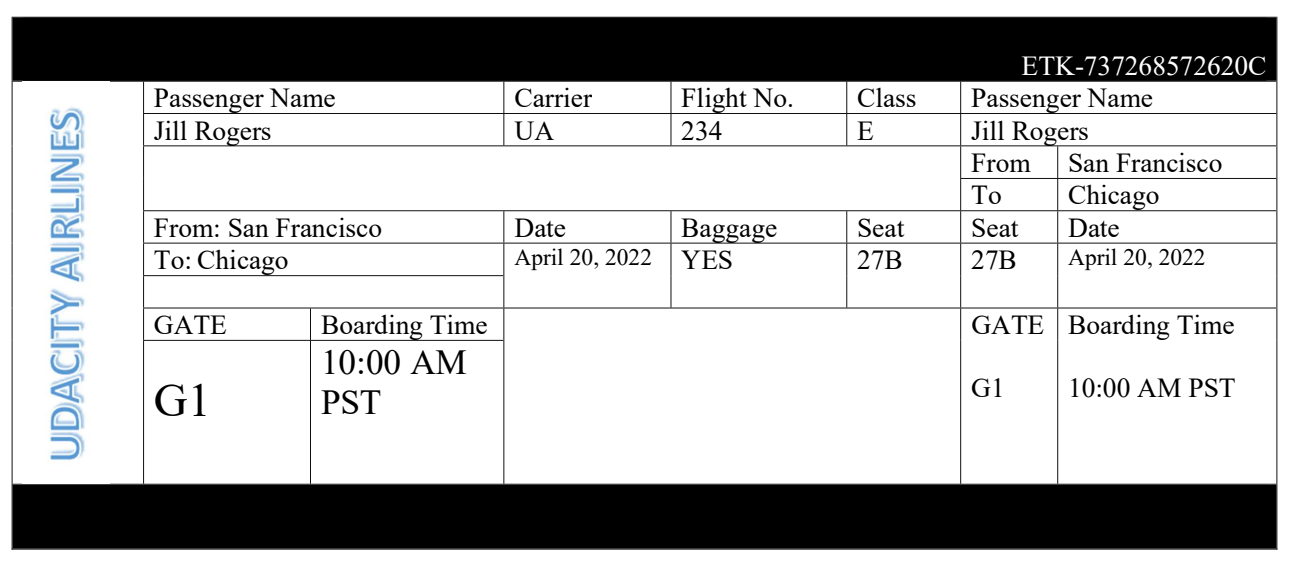 ETK-737268572620C
UDACITY AIRLINES
Passenger Name Carrier Flight No. Class Passenger Name
Jill Rogers UA 234 E Jill Rogers
From San Francisco
To Chicago
From: San Francisco Date Baggage Seat Seat Date
To: Chicago April 20, 2022 YES 27B 27B April 20, 2022
GATE Boarding Time GATE Boarding Time
G1 10:00 AM PST G1 10:00 AM PST